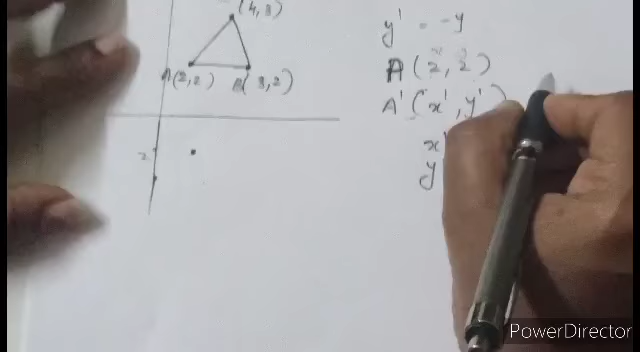 (4,3)
A(2,2) B(3,2)
2
y' = -y
x y
A(2,2)
A'(x',y')
x'
y
PowerDirector